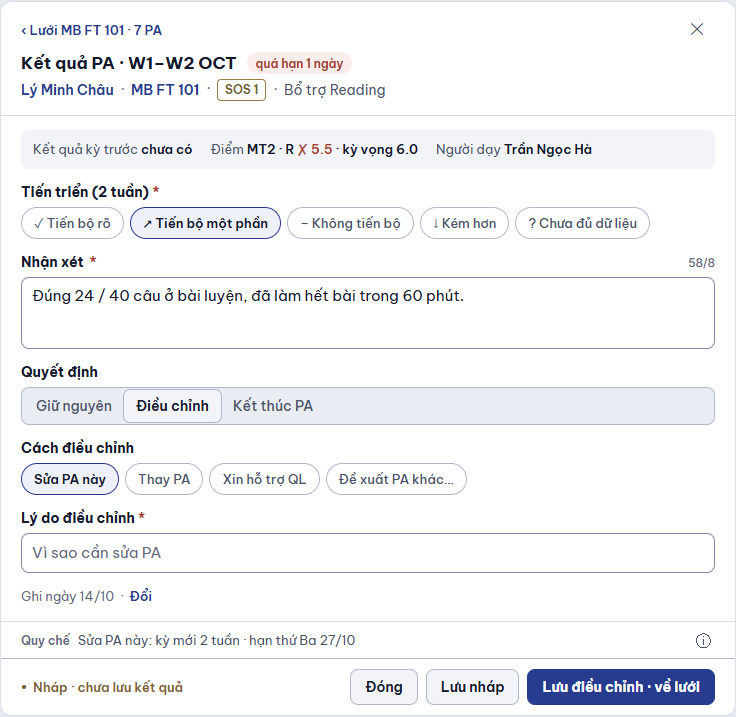 ‹ Lưới MB FT 101 · 7 PA
Kết quả PA · W1–W2 OCT quá hạn 1 ngày
Lý Minh Châu · MB FT 101 · SOS 1 · Bổ trợ Reading
Kết quả kỳ trước chưa có Điểm MT2 · R ✗ 5.5 · kỳ vọng 6.0 Người dạy Trần Ngọc Hà
Tiến triển (2 tuần) *
✓ Tiến bộ rõ ↗ Tiến bộ một phần – Không tiến bộ ↓ Kém hơn ? Chưa đủ dữ liệu
Nhận xét * 58/8
Đúng 24 / 40 câu ở bài luyện, đã làm hết bài trong 60 phút.
Quyết định
Giữ nguyên Điều chỉnh Kết thúc PA
Cách điều chỉnh
Sửa PA này Thay PA Xin hỗ trợ QL Đề xuất PA khác...
Lý do điều chỉnh *
Vì sao cần sửa PA
Ghi ngày 14/10 · Đổi
Quy chế Sửa PA này: kỳ mới 2 tuần · hạn thứ Ba 27/10
• Nháp · chưa lưu kết quả Đóng Lưu nháp Lưu điều chỉnh · về lưới